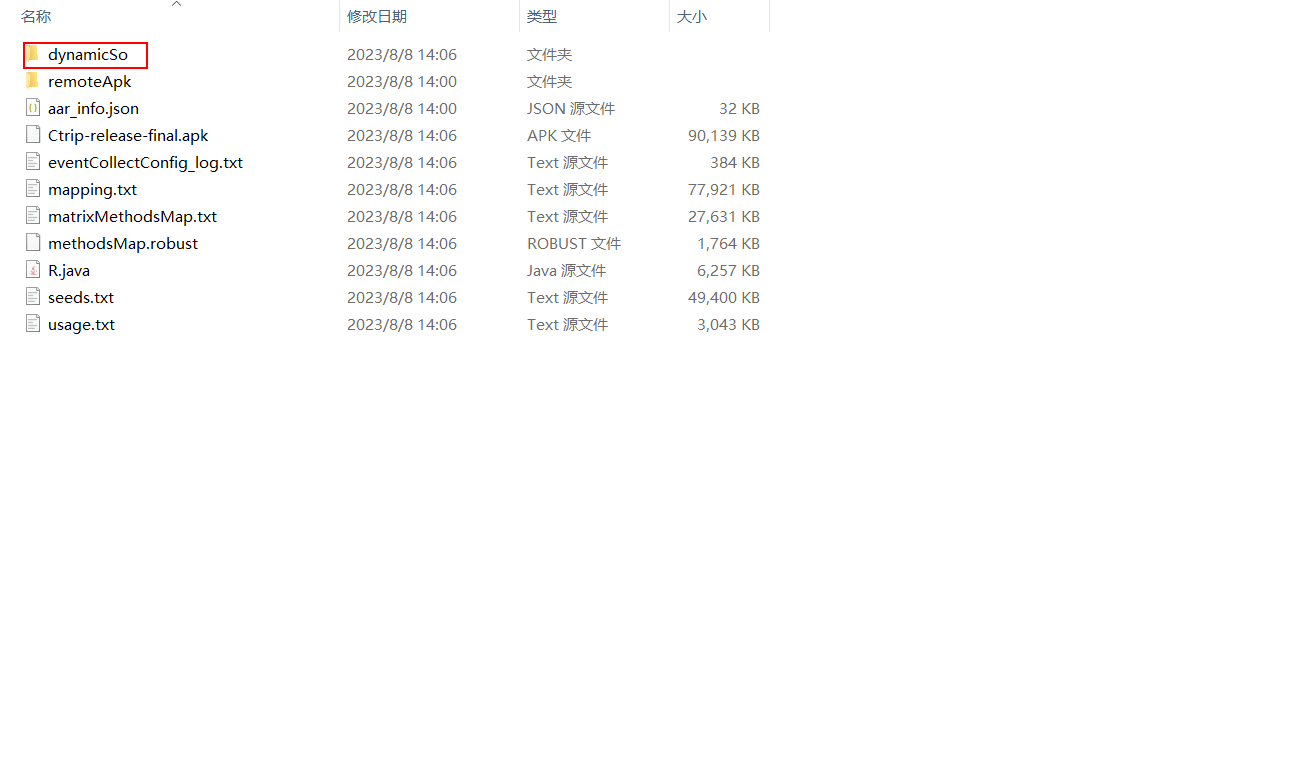 名称 修改日期 类型 大小
dynamicSo 2023/8/8 14:06 文件夹
remoteApk 2023/8/8 14:00 文件夹
aar_info.json 2023/8/8 14:00 JSON 源文件 32 KB
Ctrip-release-final.apk 2023/8/8 14:06 APK 文件 90,139 KB
eventCollectConfig_log.txt 2023/8/8 14:06 Text 源文件 384 KB
mapping.txt 2023/8/8 14:06 Text 源文件 77,921 KB
matrixMethodsMap.txt 2023/8/8 14:06 Text 源文件 27,631 KB
methodsMap.robust 2023/8/8 14:06 ROBUST 文件 1,764 KB
R.java 2023/8/8 14:06 Java 源文件 6,257 KB
seeds.txt 2023/8/8 14:06 Text 源文件 49,400 KB
usage.txt 2023/8/8 14:06 Text 源文件 3,043 KB